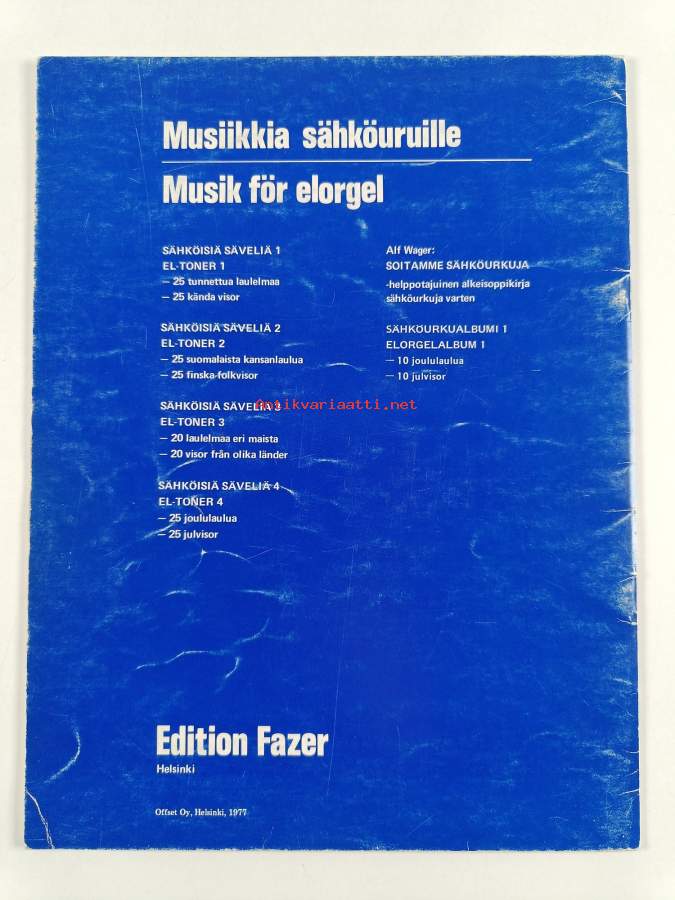 Musiikkia sähköuruille
Musik för elorgel
SÄHKÖISIÄ SÄVELIÄ 1
EL-TONER 1
— 25 tunnettua laulelmaa
— 25 kända visor
SÄHKÖISIÄ SÄVELIÄ 2
EL-TONER 2
— 25 suomalaista kansanlaulua
— 25 finska folkvisor
SÄHKÖISIÄ SÄVELIÄ 3
EL-TONER 3
— 20 laulelmaa eri maista
— 20 visor från olika länder
SÄHKÖISIÄ SÄVELIÄ 4
EL-TONER 4
— 25 joululaulua
— 25 julvisor
Alf Wager:
SOITAMME SÄHKÖURKUJA
-helppotajuinen alkeisoppikirja
sähköurkuja varten
SÄHKÖURKUALBUMI 1
ELORGELALBUM 1
— 10 joululaulua
— 10 julvisor
Antikvariaatti.net
Edition Fazer
Helsinki
Offset Oy, Helsinki, 1977